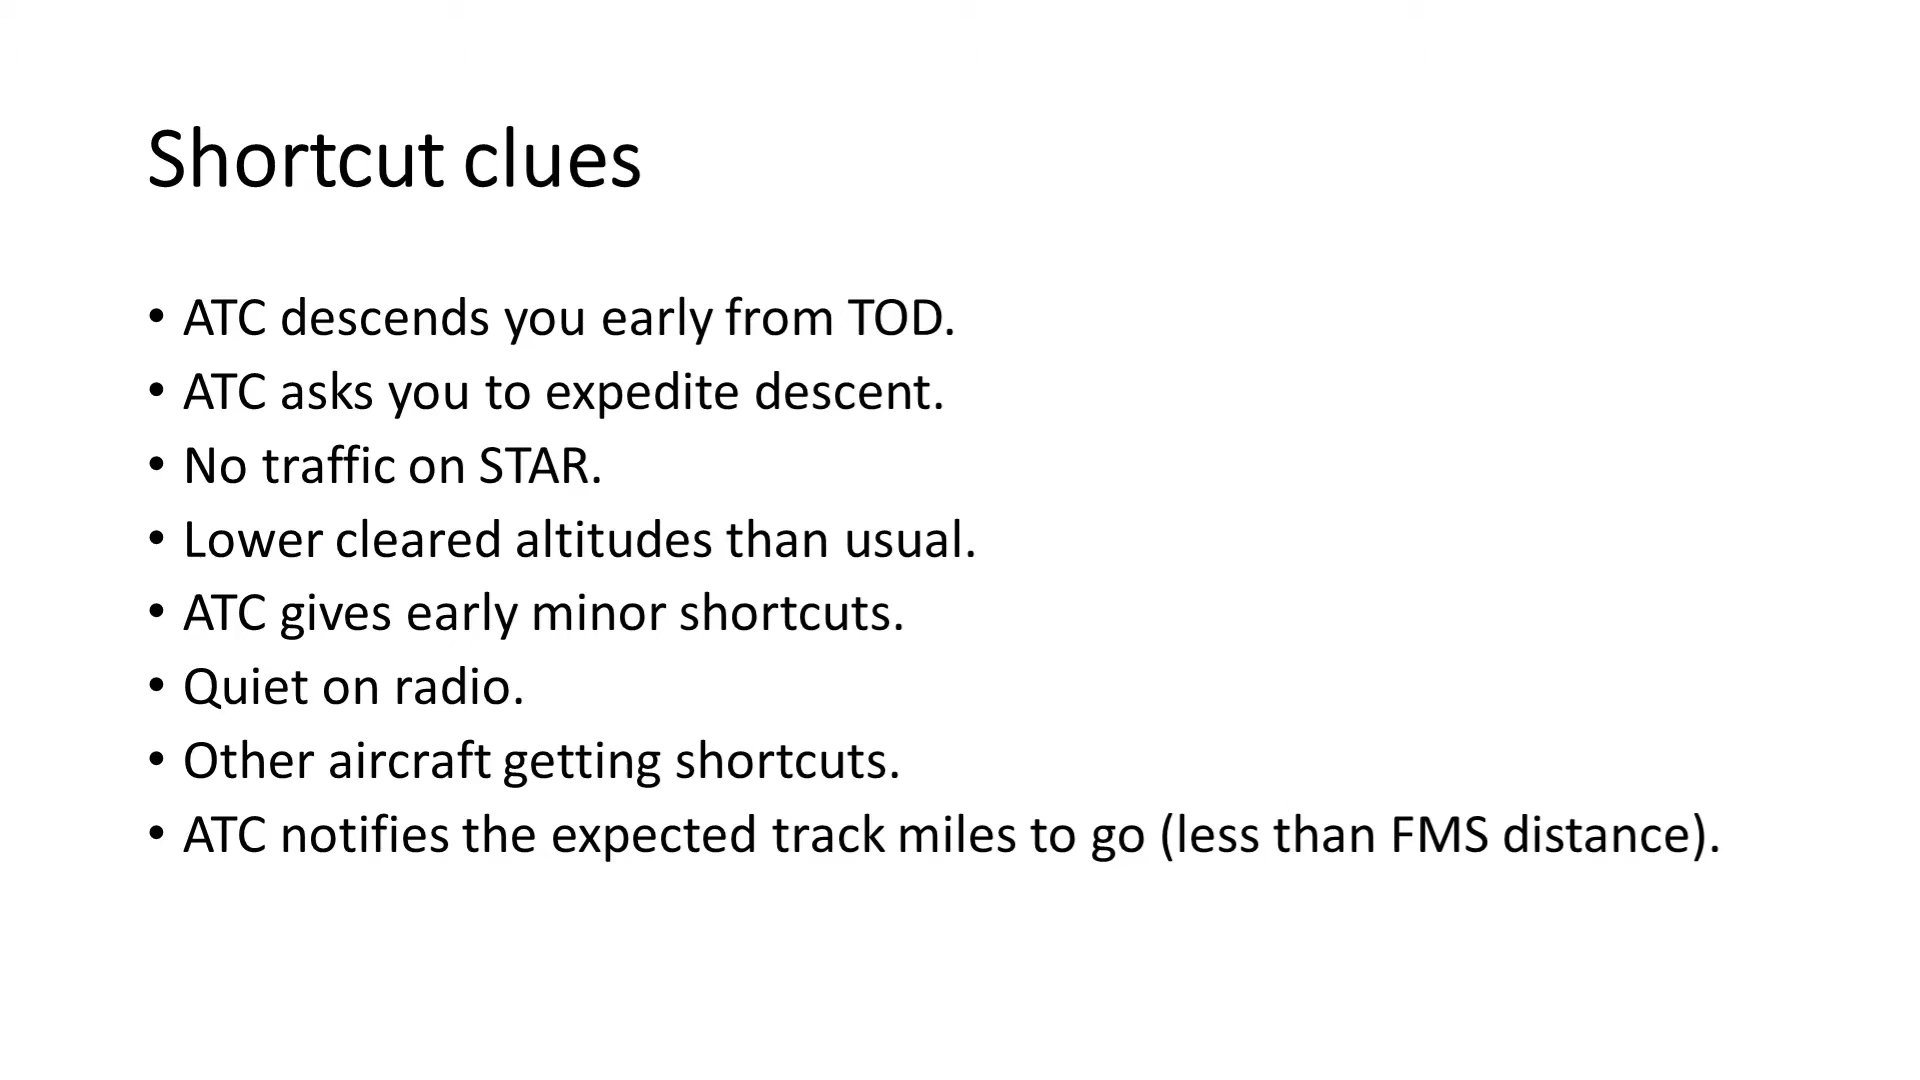 Shortcut clues
• ATC descends you early from TOD.
• ATC asks you to expedite descent.
• No traffic on STAR.
• Lower cleared altitudes than usual.
• ATC gives early minor shortcuts.
• Quiet on radio.
• Other aircraft getting shortcuts.
• ATC notifies the expected track miles to go (less than FMS distance).